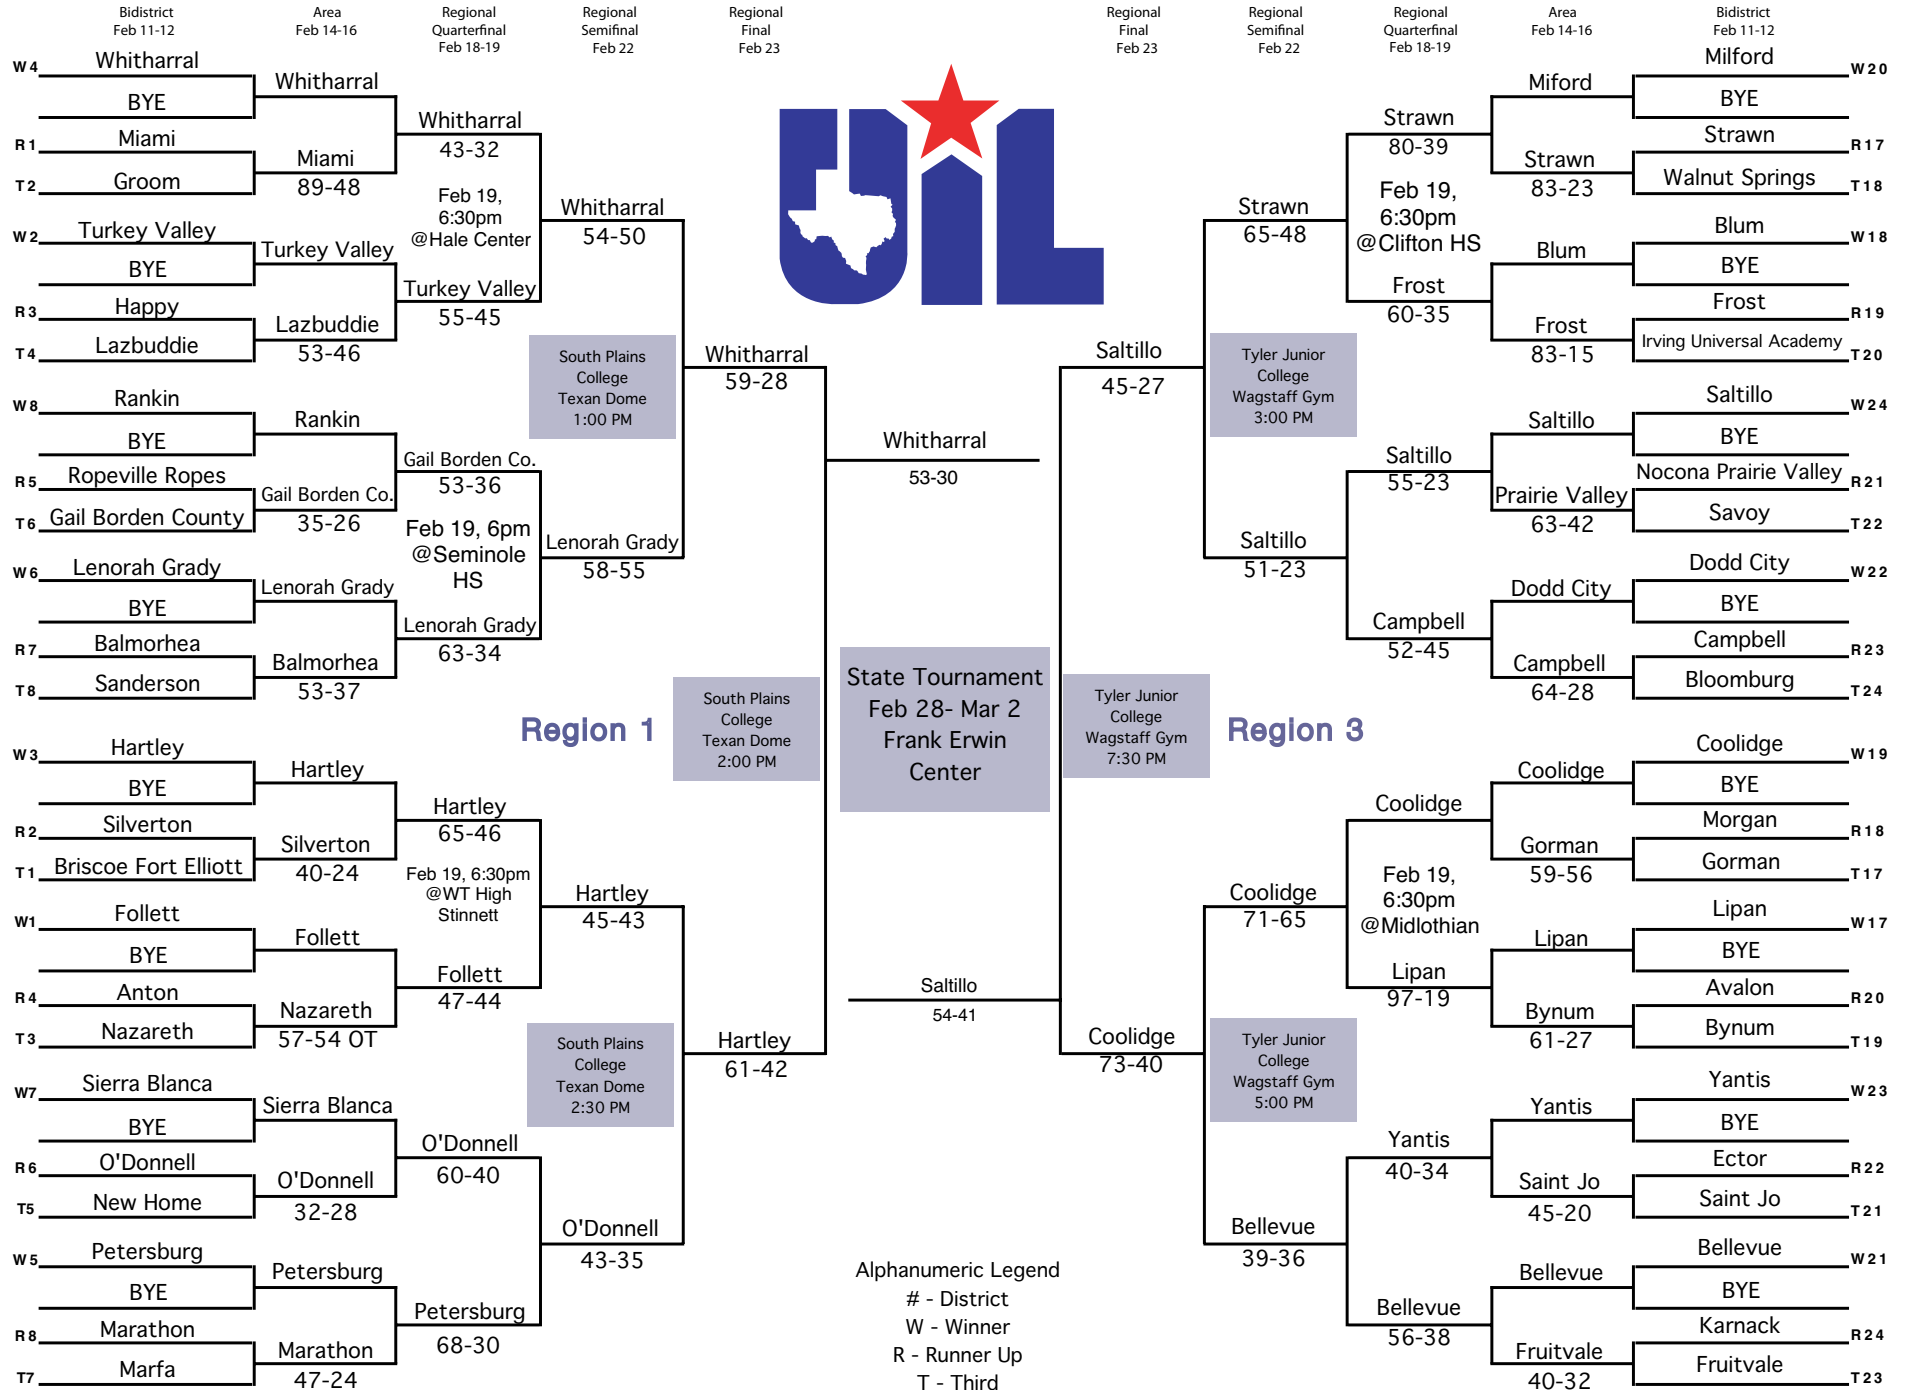 Bidistrict
Feb 11-12
Area
Feb 14-16
Regional
Quarterfinal
Feb 18-19
Regional
Semifinal
Feb 22
Regional
Final
Feb 23
Regional
Final
Feb 23
Regional
Semifinal
Feb 22
Regional
Quarterfinal
Feb 18-19
Area
Feb 14-16
Bidistrict
Feb 11-12
W4
Whitharral
BYE
R1
Miami
T2
Groom
W2
Turkey Valley
BYE
R3
Happy
T4
Lazbuddie
W8
Rankin
BYE
R5
Ropeville Ropes
T6
Gail Borden County
W6
Lenorah Grady
BYE
R7
Balmorhea
T8
Sanderson
W3
Hartley
BYE
R2
Silverton
T1
Briscoe Fort Elliott
W1
Follett
BYE
R4
Anton
T3
Nazareth
W7
Sierra Blanca
BYE
R6
O'Donnell
T5
New Home
W5
Petersburg
BYE
R8
Marathon
T7
Marfa
Whitharral
Miami
89-48
Turkey Valley
Lazbuddie
53-46
Rankin
Gail Borden Co.
35-26
Lenorah Grady
Balmorhea
53-37
Hartley
Silverton
40-24
Follett
Nazareth
57-54 OT
Sierra Blanca
O'Donnell
32-28
Petersburg
Marathon
47-24
Whitharral
43-32
Feb 19,
6:30pm
@Hale Center
Turkey Valley
55-45
Gail Borden Co.
53-36
Feb 19, 6pm
@Seminole
HS
Lenorah Grady
63-34
Hartley
65-46
Feb 19, 6:30pm
@WT High
Stinnett
Follett
47-44
O'Donnell
60-40
Petersburg
68-30
Whitharral
54-50
South Plains
College
Texan Dome
1:00 PM
Lenorah Grady
58-55
Region 1
Hartley
45-43
South Plains
College
Texan Dome
2:30 PM
O'Donnell
43-35
Whitharral
59-28
South Plains
College
Texan Dome
2:00 PM
Hartley
61-42
UIL
Whitharral
53-30
State Tournament
Feb 28- Mar 2
Frank Erwin
Center
Saltillo
54-41
Alphanumeric Legend
# - District
W - Winner
R - Runner Up
T - Third
Saltillo
45-27
Tyler Junior
College
Wagstaff Gym
7:30 PM
Coolidge
73-40
Strawn
65-48
Tyler Junior
College
Wagstaff Gym
3:00 PM
Saltillo
51-23
Region 3
Coolidge
71-65
Tyler Junior
College
Wagstaff Gym
5:00 PM
Bellevue
39-36
Strawn
80-39
Feb 19,
6:30pm
@Clifton HS
Frost
60-35
Saltillo
55-23
Campbell
52-45
Coolidge
Feb 19,
6:30pm
@Midlothian
Lipan
97-19
Yantis
40-34
Bellevue
56-38
Miford
Strawn
83-23
Blum
Frost
83-15
Saltillo
Prairie Valley
63-42
Dodd City
Campbell
64-28
Coolidge
Gorman
59-56
Lipan
Bynum
61-27
Yantis
Saint Jo
45-20
Bellevue
Fruitvale
40-32
Milford
W20
BYE
Strawn
R17
Walnut Springs
T18
Blum
W18
BYE
Frost
R19
Irving Universal Academy
T20
Saltillo
W24
BYE
Nocona Prairie Valley
R21
Savoy
T22
Dodd City
W22
BYE
Campbell
R23
Bloomburg
T24
Coolidge
W19
BYE
Morgan
R18
Gorman
T17
Lipan
W17
BYE
Avalon
R20
Bynum
T19
Yantis
W23
BYE
Ector
R22
Saint Jo
T21
Bellevue
W21
BYE
Karnack
R24
Fruitvale
T23